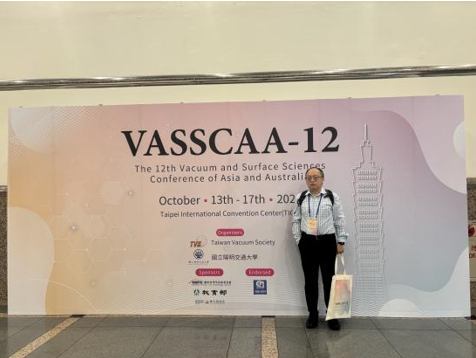 VASSCAA-12
The 12th Vacuum and Surface Sciences
Conference of Asia and Australia
October • 13th - 17th • 202
Taipei International Convention Center(TI
Organizers
Taiwan Vacuum Society
國立陽明交通大學
Sponsors
Endorsed
教育部